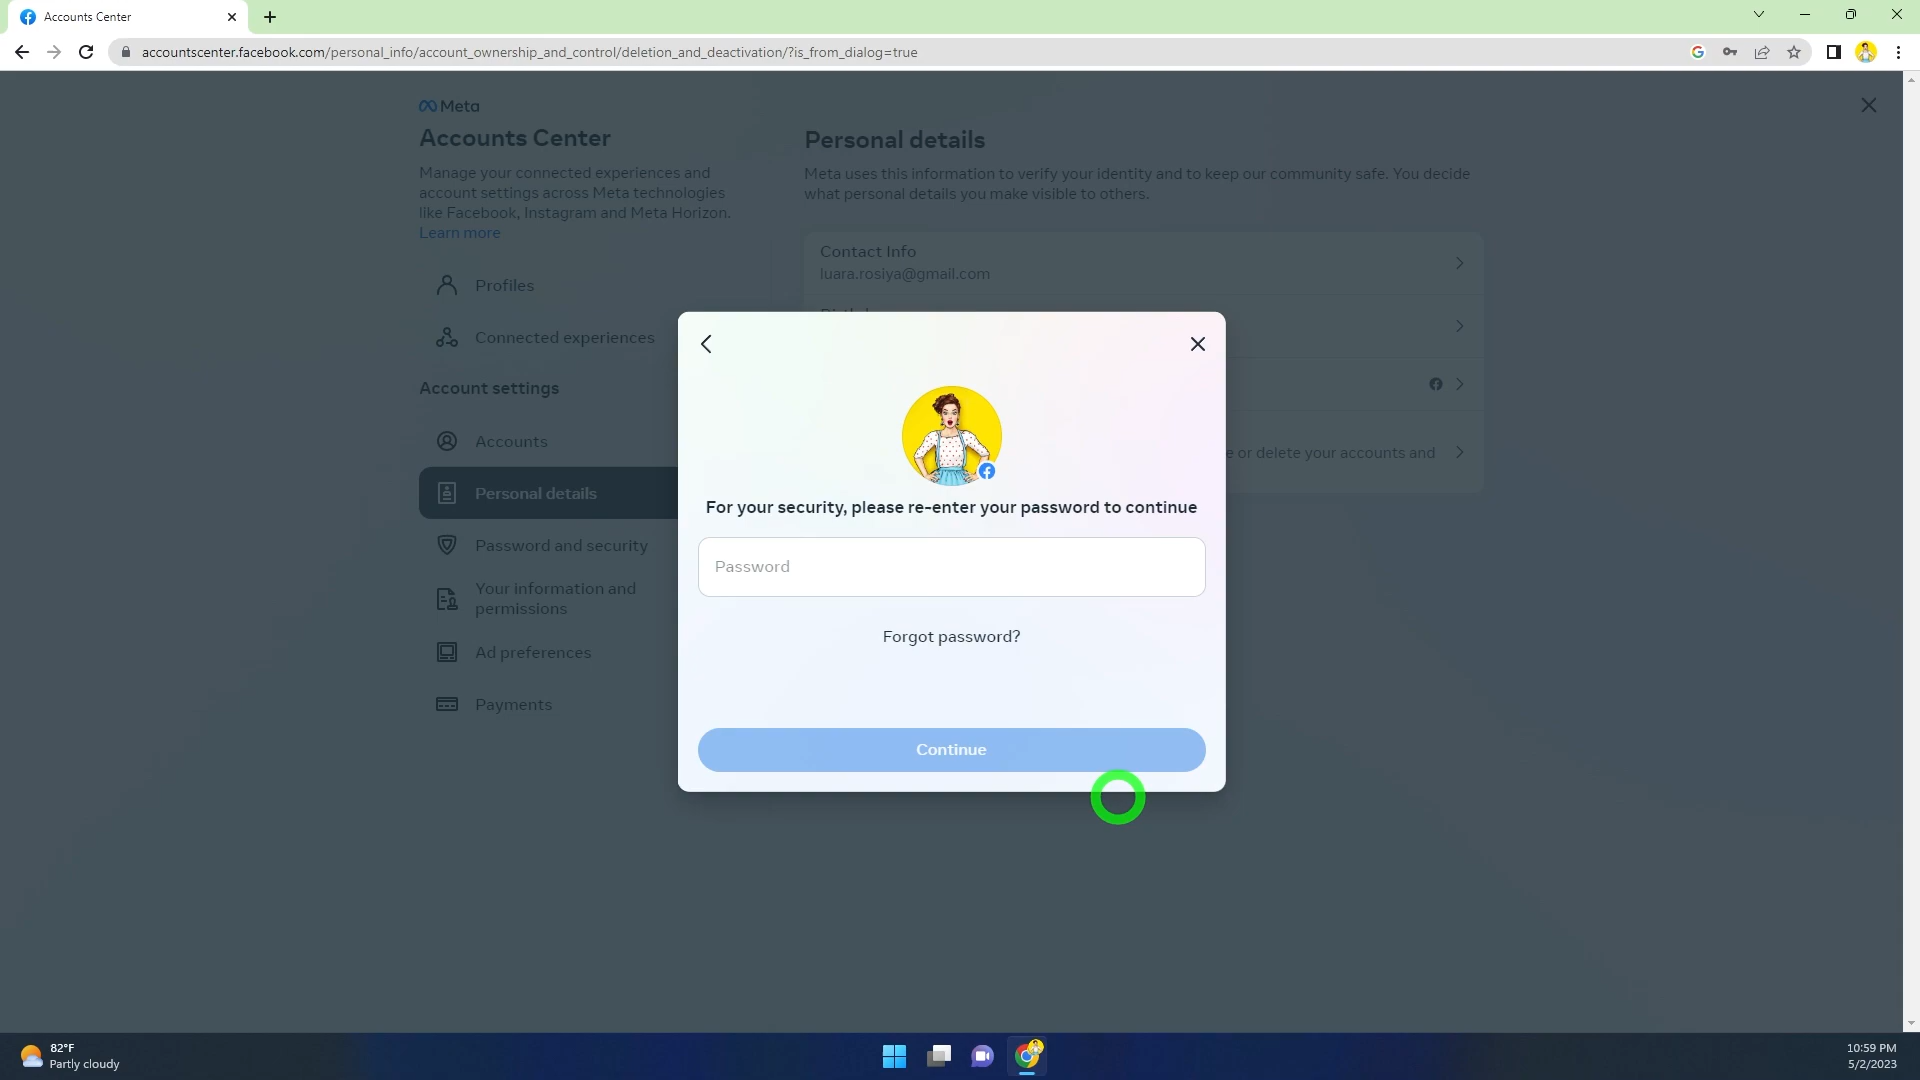 Accounts Center
accountscenter.facebook.com/personal_info/account_ownership_and_control/deletion_and_deactivation/?is_from_dialog=true
Meta
Accounts Center
Manage your connected experiences and
account settings across Meta technologies
like Facebook, Instagram and Meta Horizon.
Learn more
Profiles
Connected experiences
Account settings
Accounts
Personal details
Password and security
Your information and
permissions
Ad preferences
Payments
Personal details
Meta uses this information to verify your identity and to keep our community safe. You decide
what personal details you make visible to others.
Contact Info
luara.rosiya@gmail.com
or delete your accounts and
For your security, please re-enter your password to continue
Password
Forgot password?
Continue
82°F
Partly cloudy
10:59 PM
5/2/2023